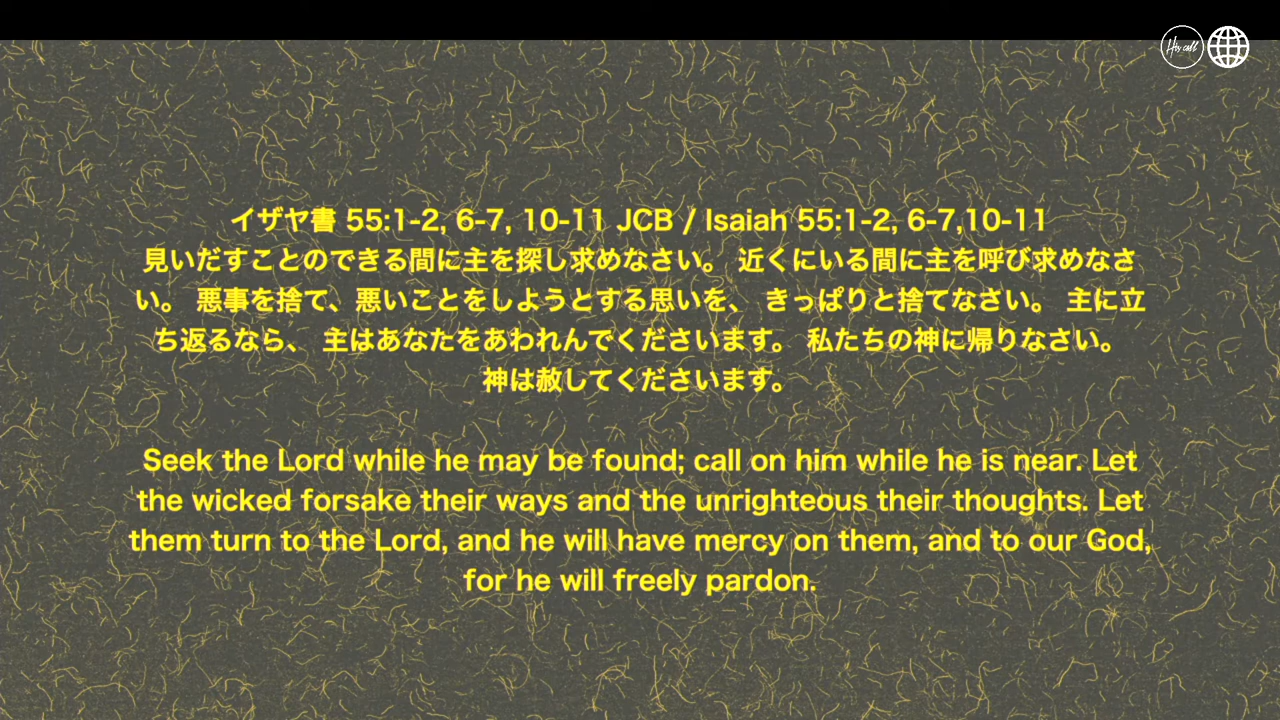 His call
イザヤ書 55:1-2, 6-7, 10-11 JCB / Isaiah 55:1-2, 6-7,10-11
見いだすことのできる間に主を探し求めなさい。 近くにいる間に主を呼び求めなさ
い。 悪事を捨て、悪いことをしようとする思いを、 きっぱりと捨てなさい。 主に立
ち返るなら、 主はあなたをあわれんでくださいます。 私たちの神に帰りなさい。
神は赦してくださいます。
Seek the Lord while he may be found; call on him while he is near. Let
the wicked forsake their ways and the unrighteous their thoughts. Let
them turn to the Lord, and he will have mercy on them, and to our God,
for he will freely pardon.